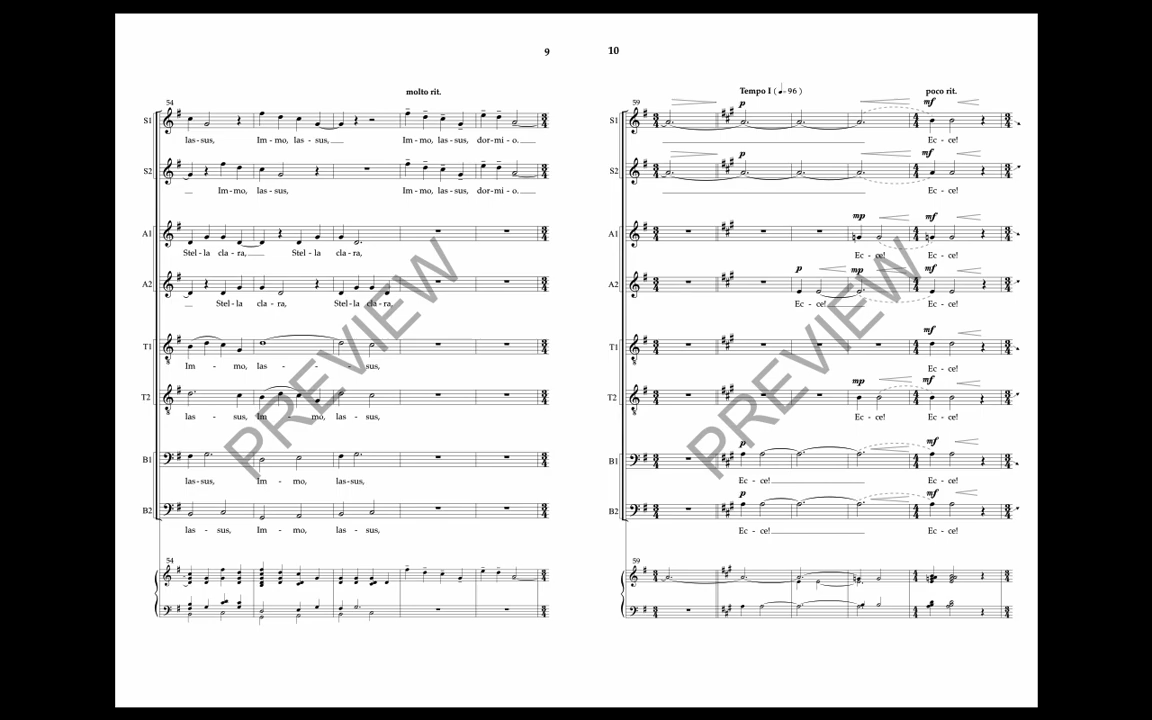 9
molto rit.
54
S1
las - sus, Im - mo, las - sus, Im - mo, las - sus, dor - mi - o.
S2
Im - mo, las - sus, Im - mo, las - sus, dor - mi - o.
A1
Stel - la cla - ra, Stel - la cla - ra,
A2
Stel - la cla - ra, Stel - la cla - ra,
T1
Im - mo, las - sus,
T2
las - sus, Im - mo, las - sus,
B1
las - sus, Im - mo, las - sus,
B2
las - sus, Im - mo, las - sus,
54
PREVIEW
10
Tempo I (♩= 96 ) poco rit.
59
p mf
S1
Ec - ce!
p mf
S2
Ec - ce!
mp mf
A1
Ec - ce! Ec - ce!
p mp mf
A2
Ec - ce! Ec - ce!
mf
T1
Ec - ce!
mp mf
T2
Ec - ce! Ec - ce!
p mf
B1
Ec - ce! Ec - ce!
p mf
B2
Ec - ce! Ec - ce!
59
PREVIEW